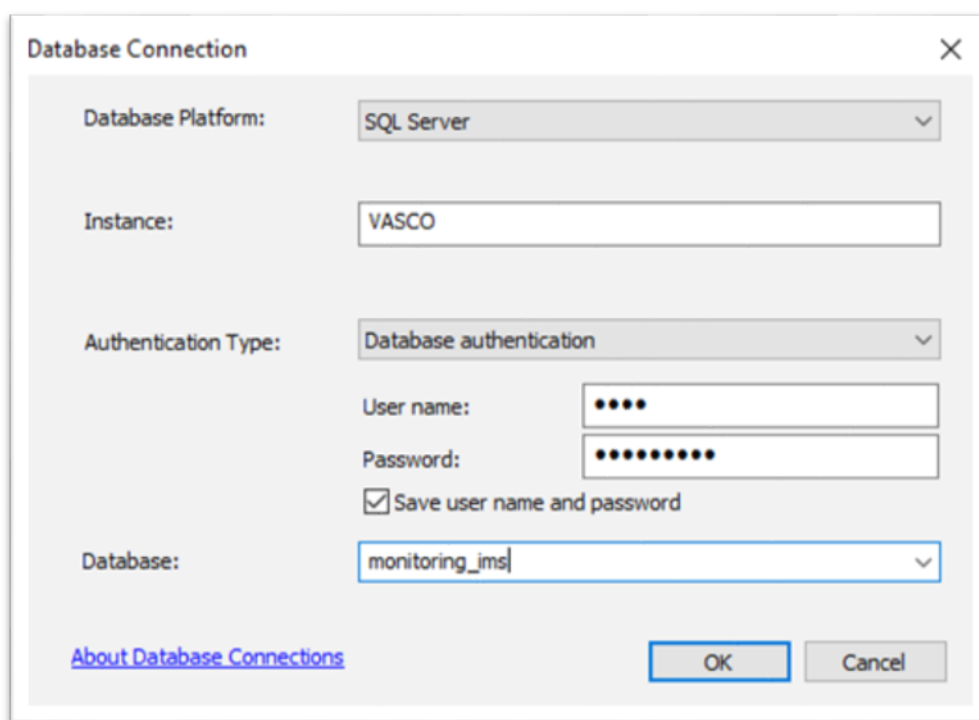 Database Connection
Database Platform:
SQL Server
Instance:
VASCO
Authentication Type:
Database authentication
User name:
••••
Password:
•••••••••
Save user name and password
Database:
monitoring_ims
About Database Connections
OK
Cancel